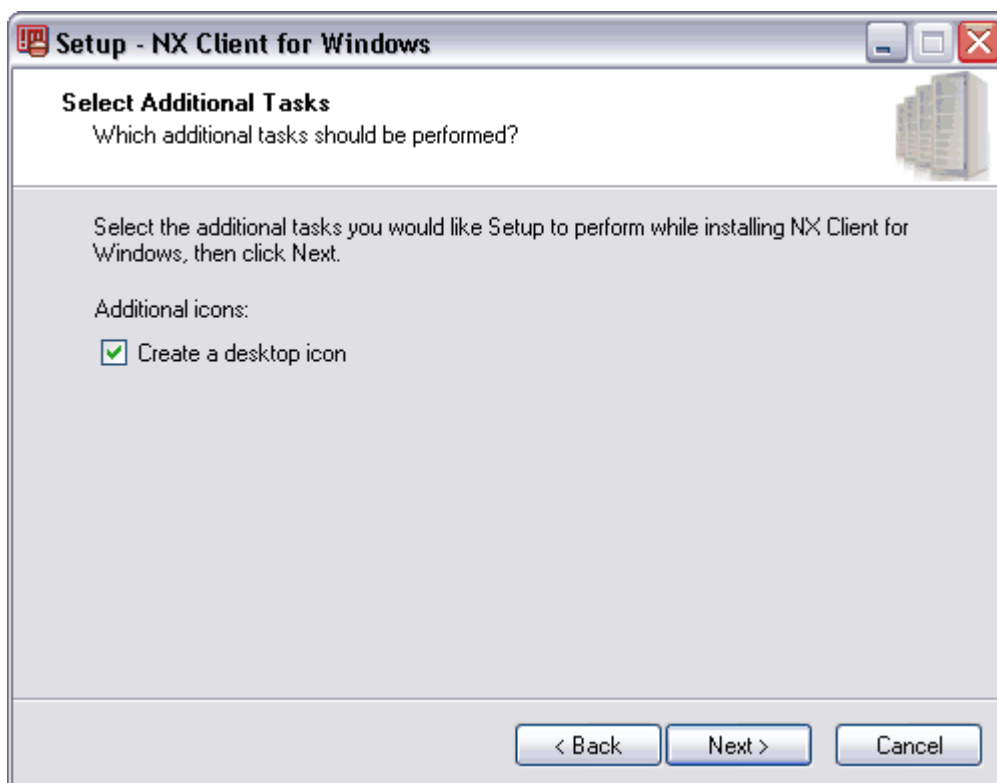 Setup - NX Client for Windows
Select Additional Tasks
Which additional tasks should be performed?
Select the additional tasks you would like Setup to perform while installing NX Client for
Windows, then click Next.
Additional icons:
Create a desktop icon
< Back
Next >
Cancel